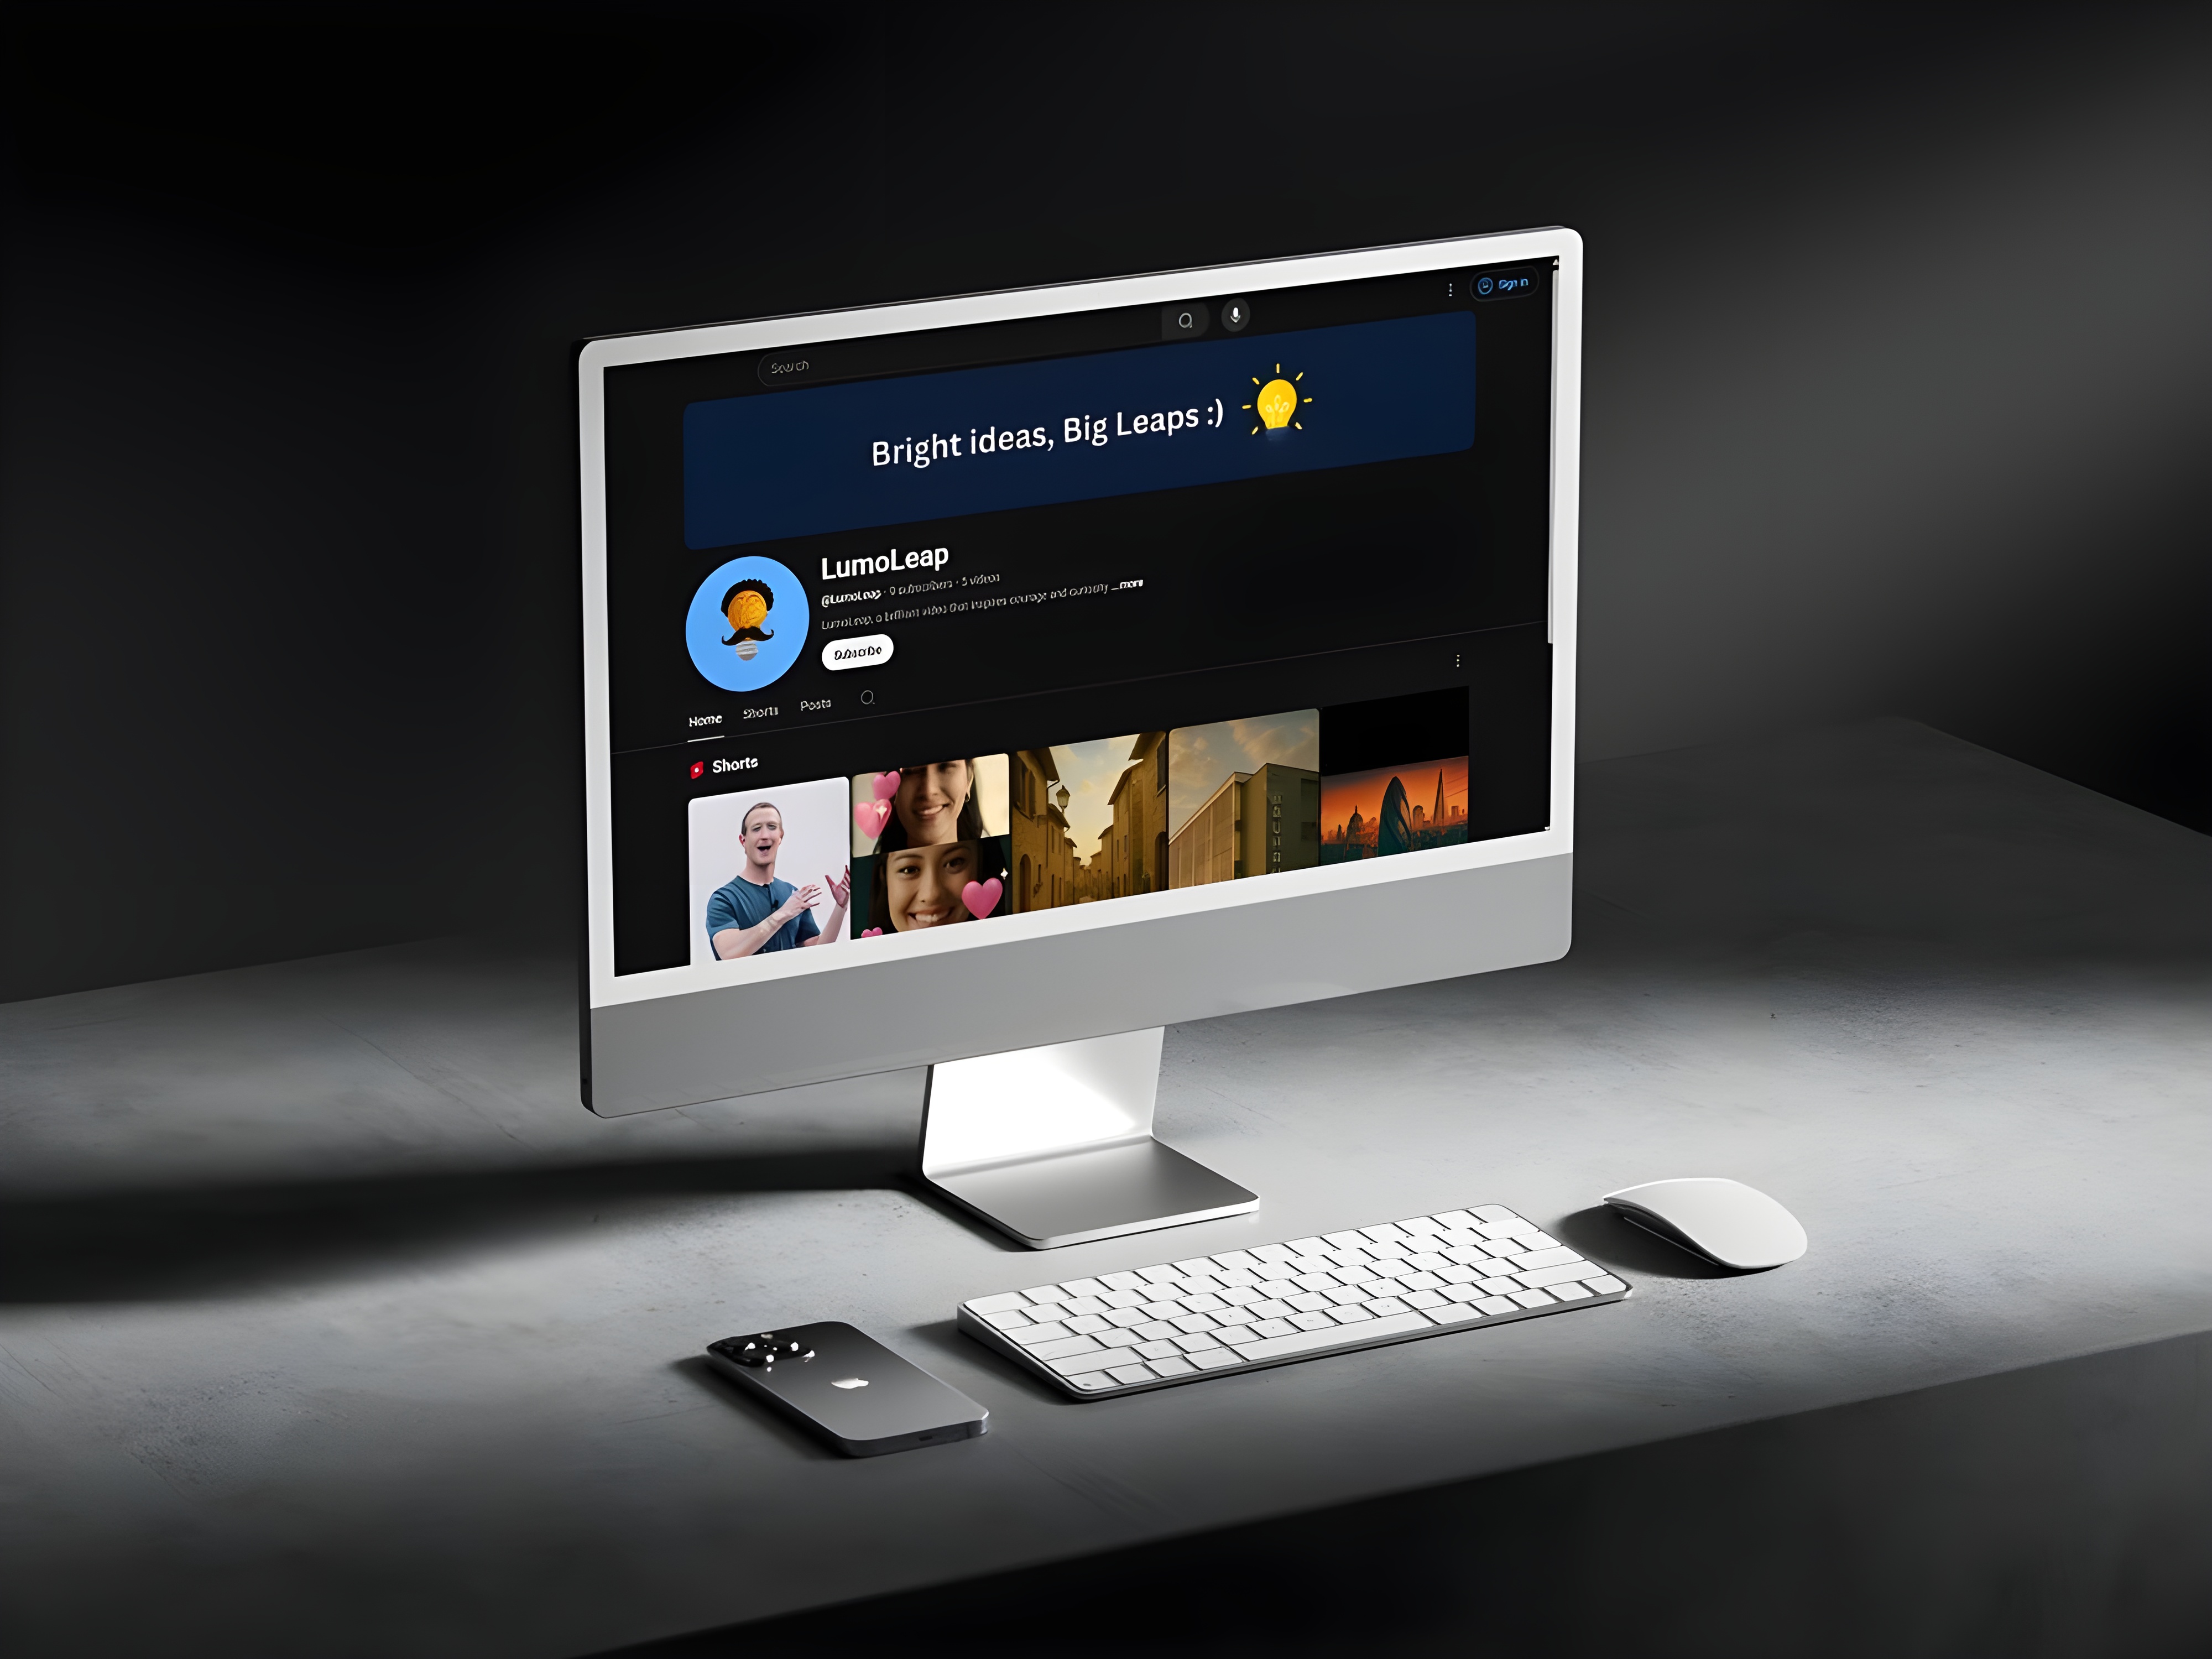 Sign in
Search
Bright ideas, Big Leaps :)
LumoLeap
@LumoLeap · 9 subscribers · 5 videos
LumoLeap, a brilliant video that inspires courage and curiosity ...more
Subscribe
Home Shorts Posts
Shorts